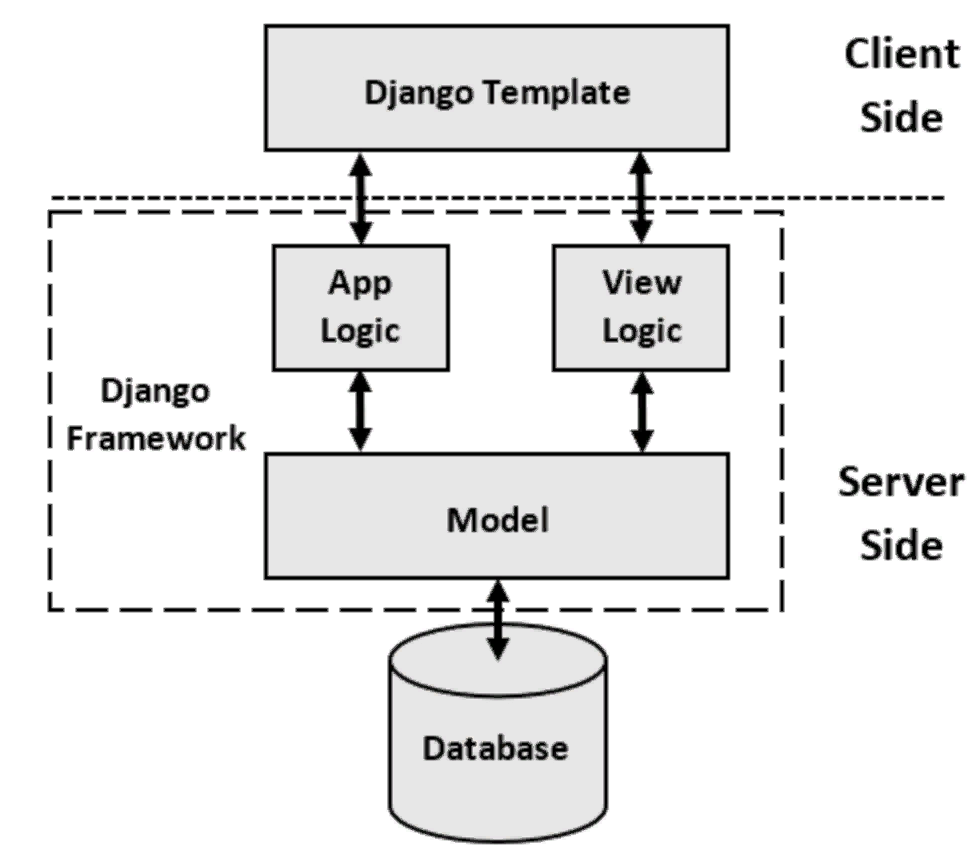 Client
Side
Django Template
App
Logic
View
Logic
Django
Framework
Model
Server
Side
Database